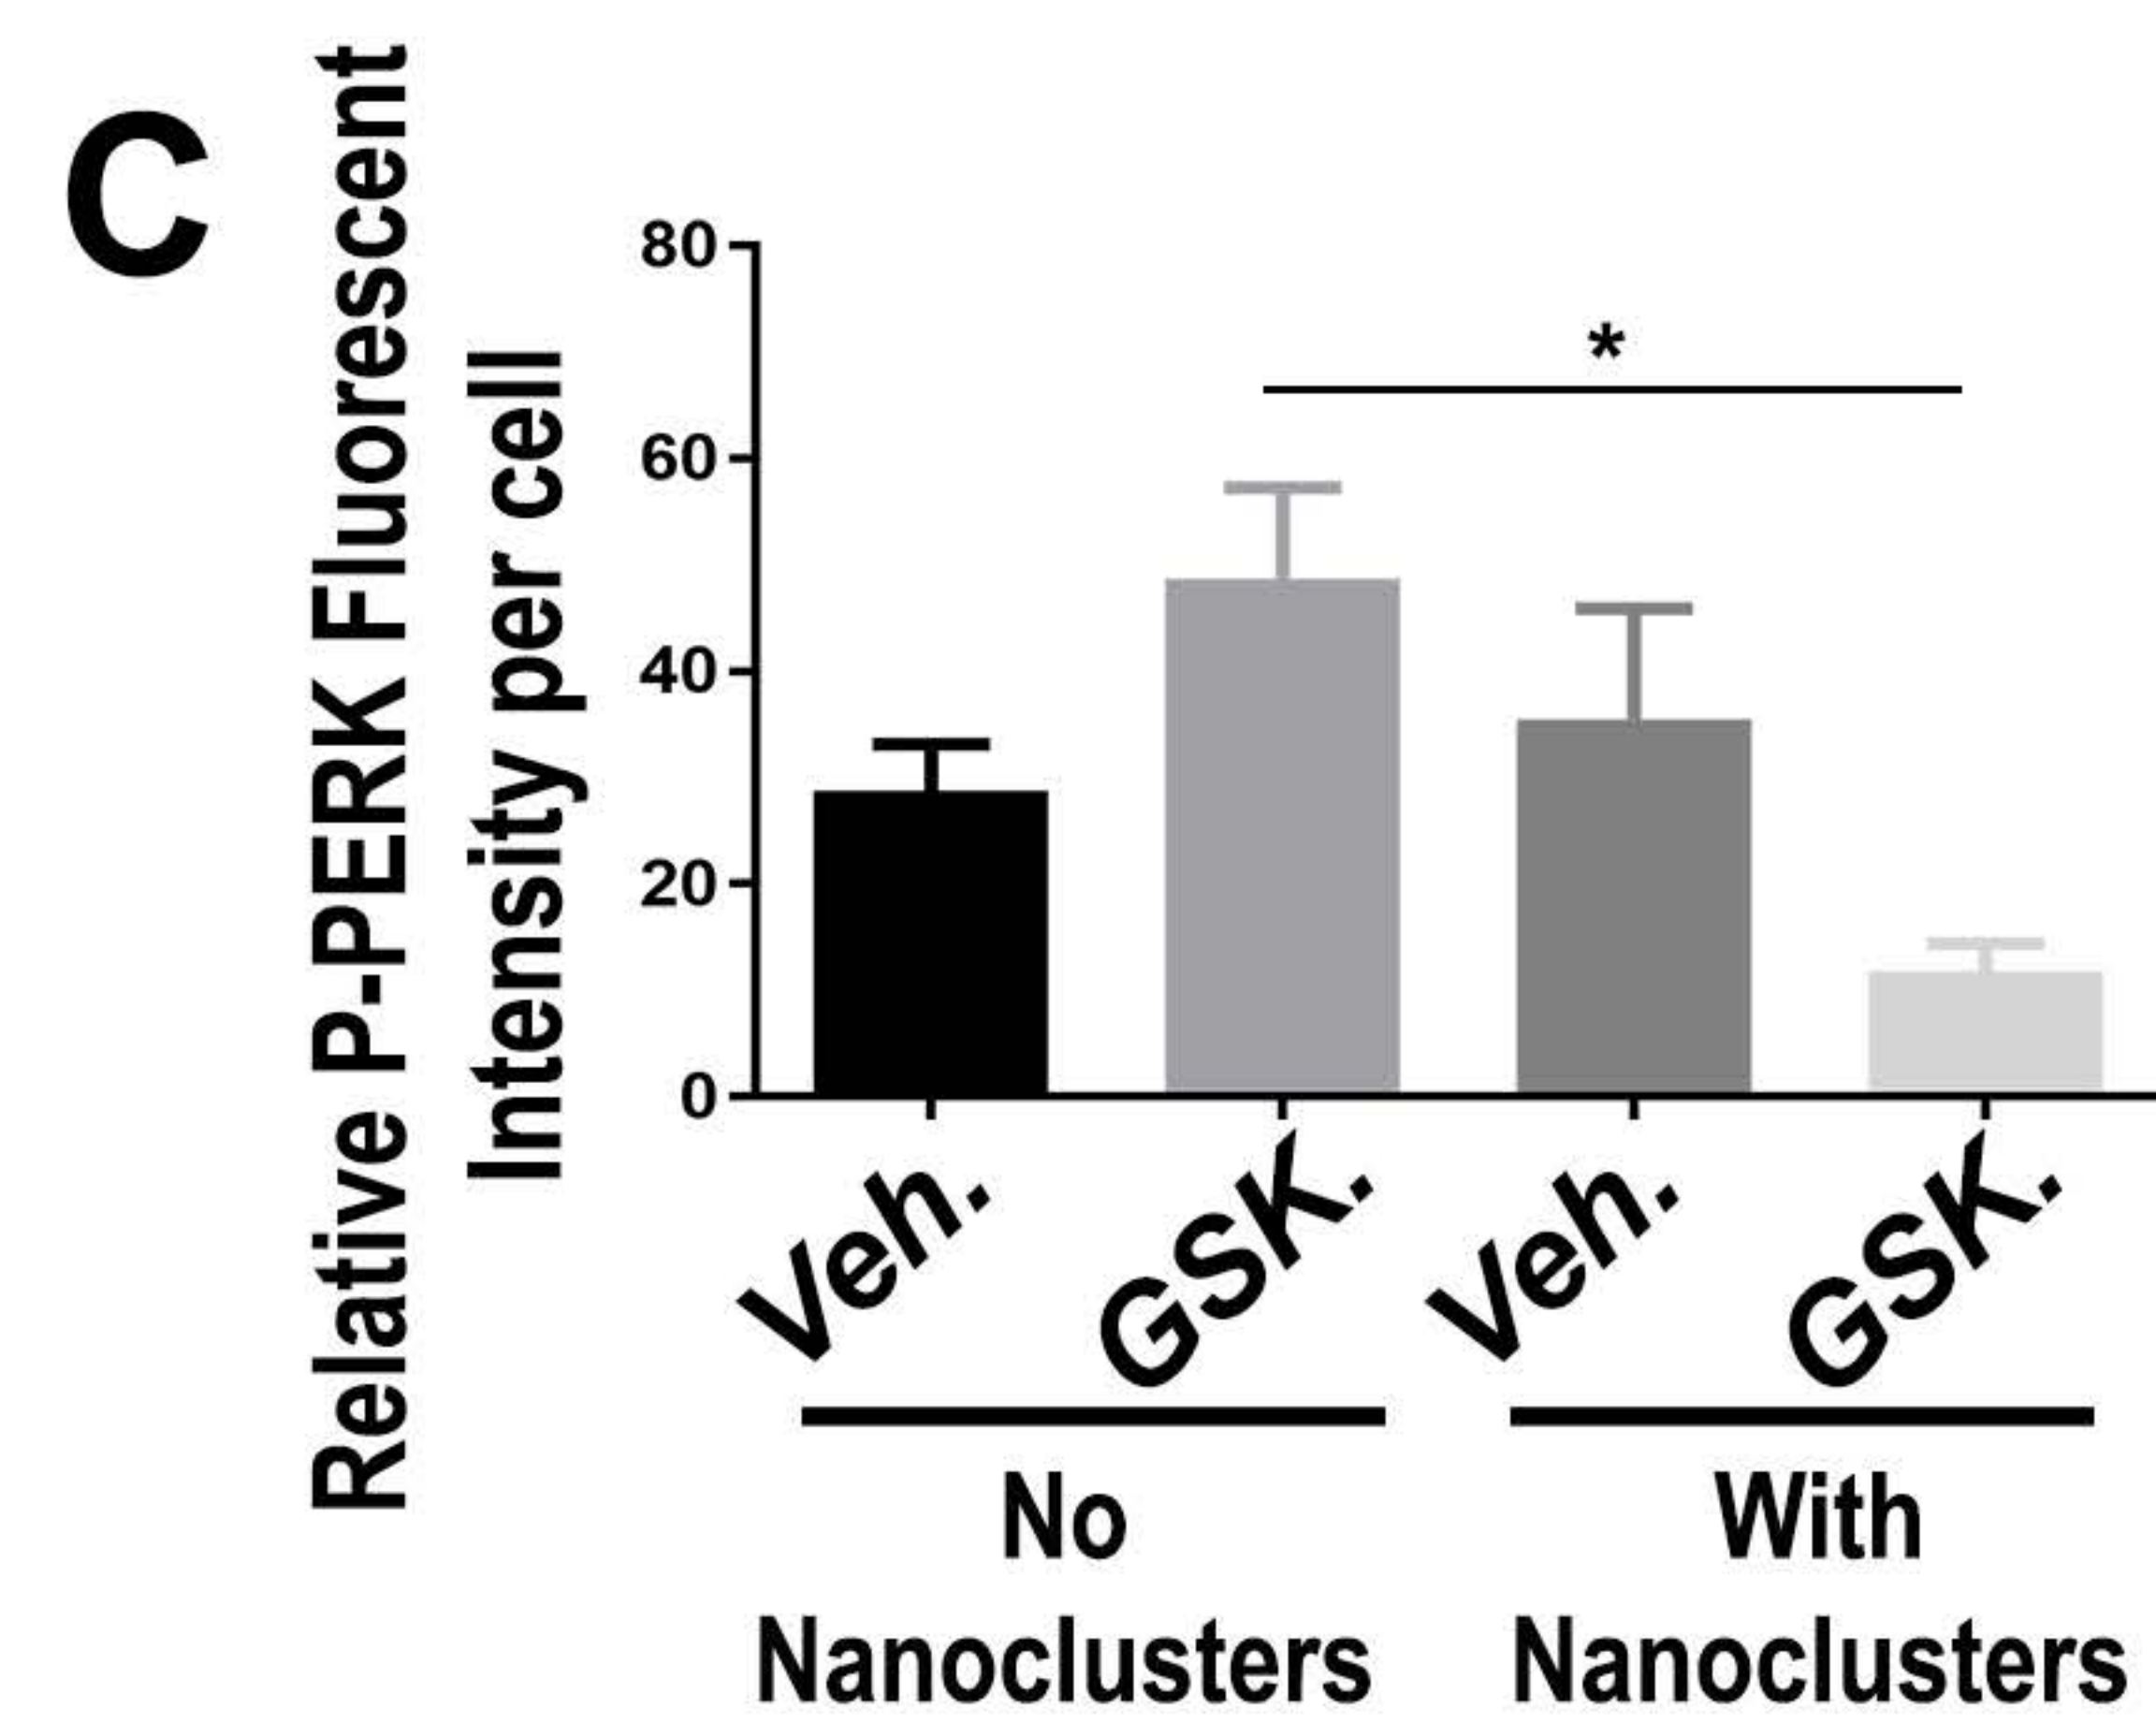 C
Relative P-PERK Fluorescent
Intensity per cell
80
60
40
20
0
*
Veh.
GSK.
Veh.
GSK.
No
Nanoclusters
With
Nanoclusters